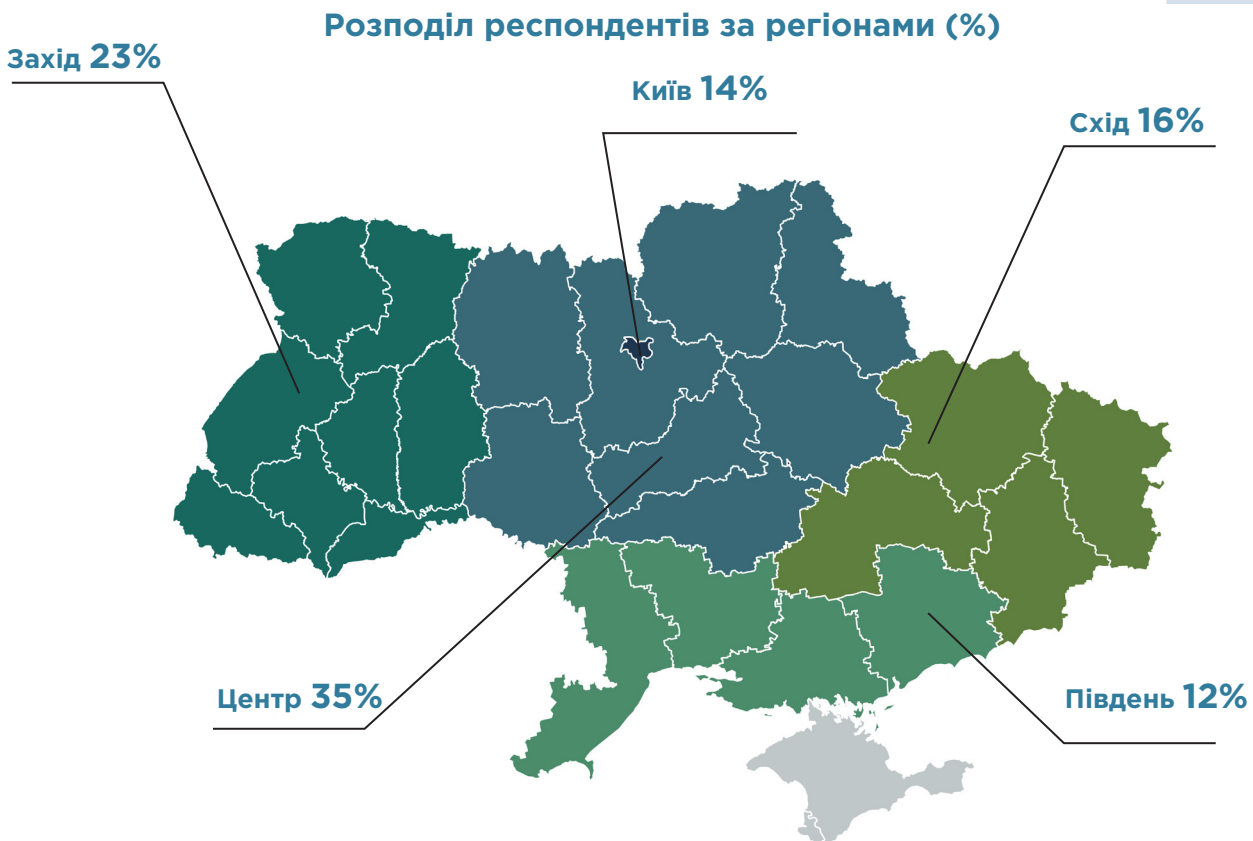 Розподіл респондентів за регіонами (%)
Захід 23%
Київ 14%
Схід 16%
Центр 35%
Південь 12%